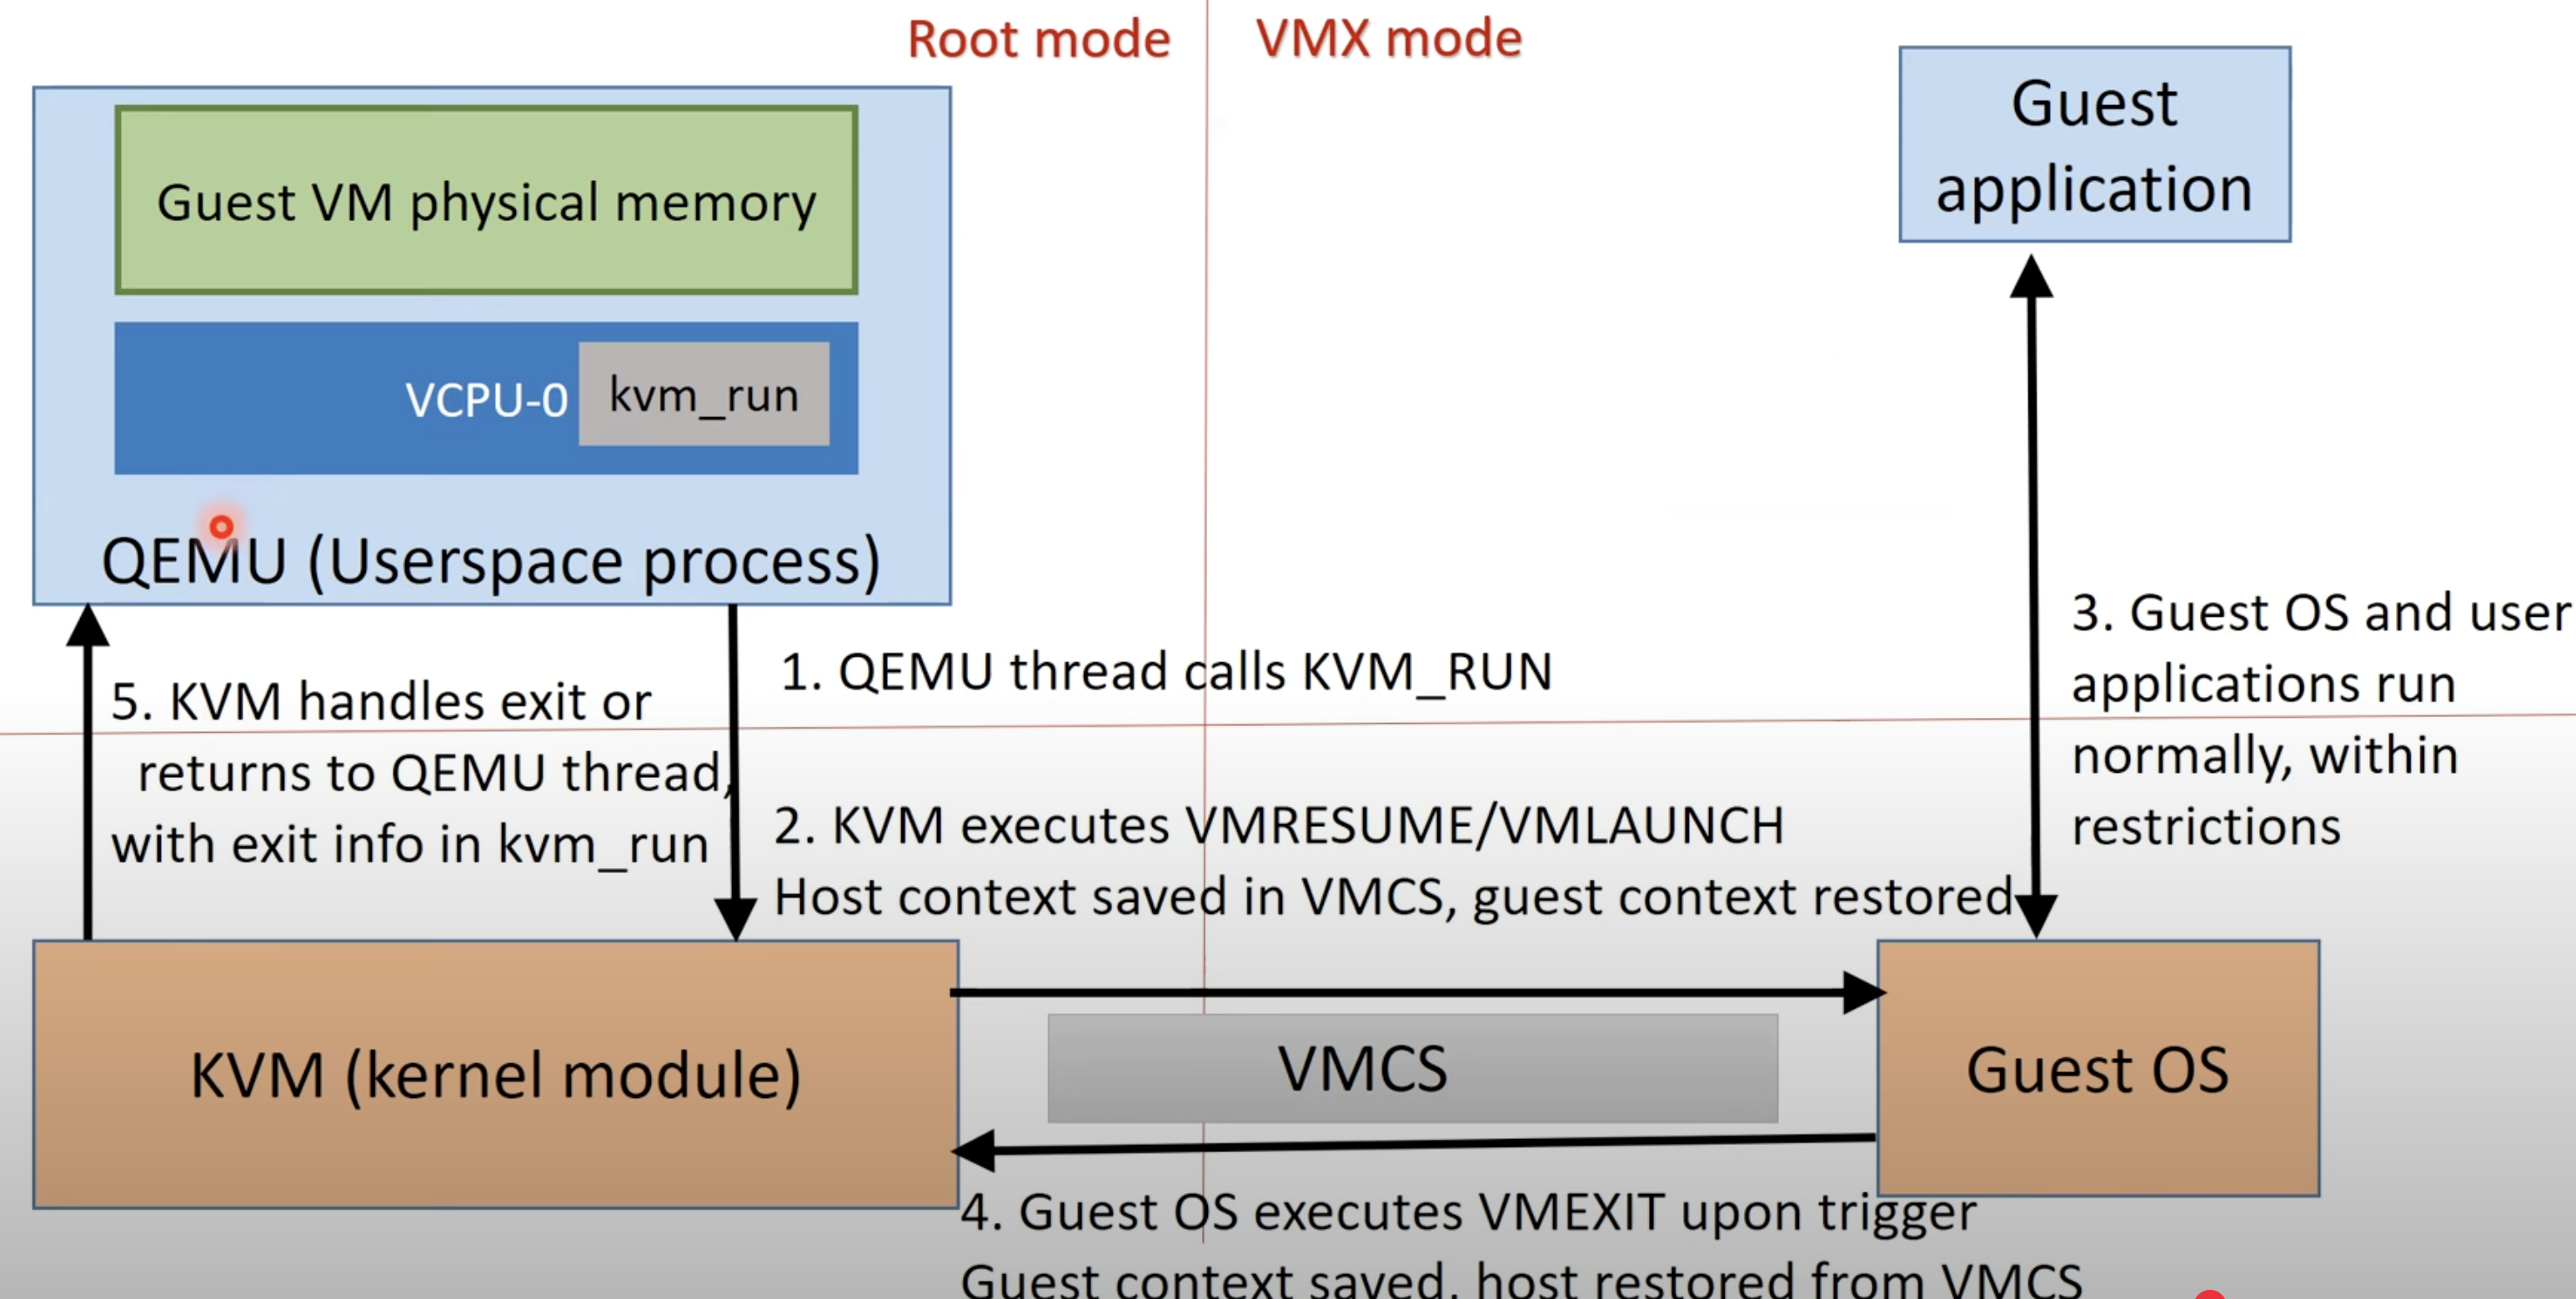 Root mode
VMX mode
Guest VM physical memory
VCPU-0
kvm_run
QEMU (Userspace process)
Guest
application
1. QEMU thread calls KVM_RUN
5. KVM handles exit or
returns to QEMU thread,
with exit info in kvm_run
2. KVM executes VMRESUME/VMLAUNCH
Host context saved in VMCS, guest context restored
3. Guest OS and user
applications run
normally, within
restrictions
KVM (kernel module)
VMCS
Guest OS
4. Guest OS executes VMEXIT upon trigger
Guest context saved, host restored from VMCS